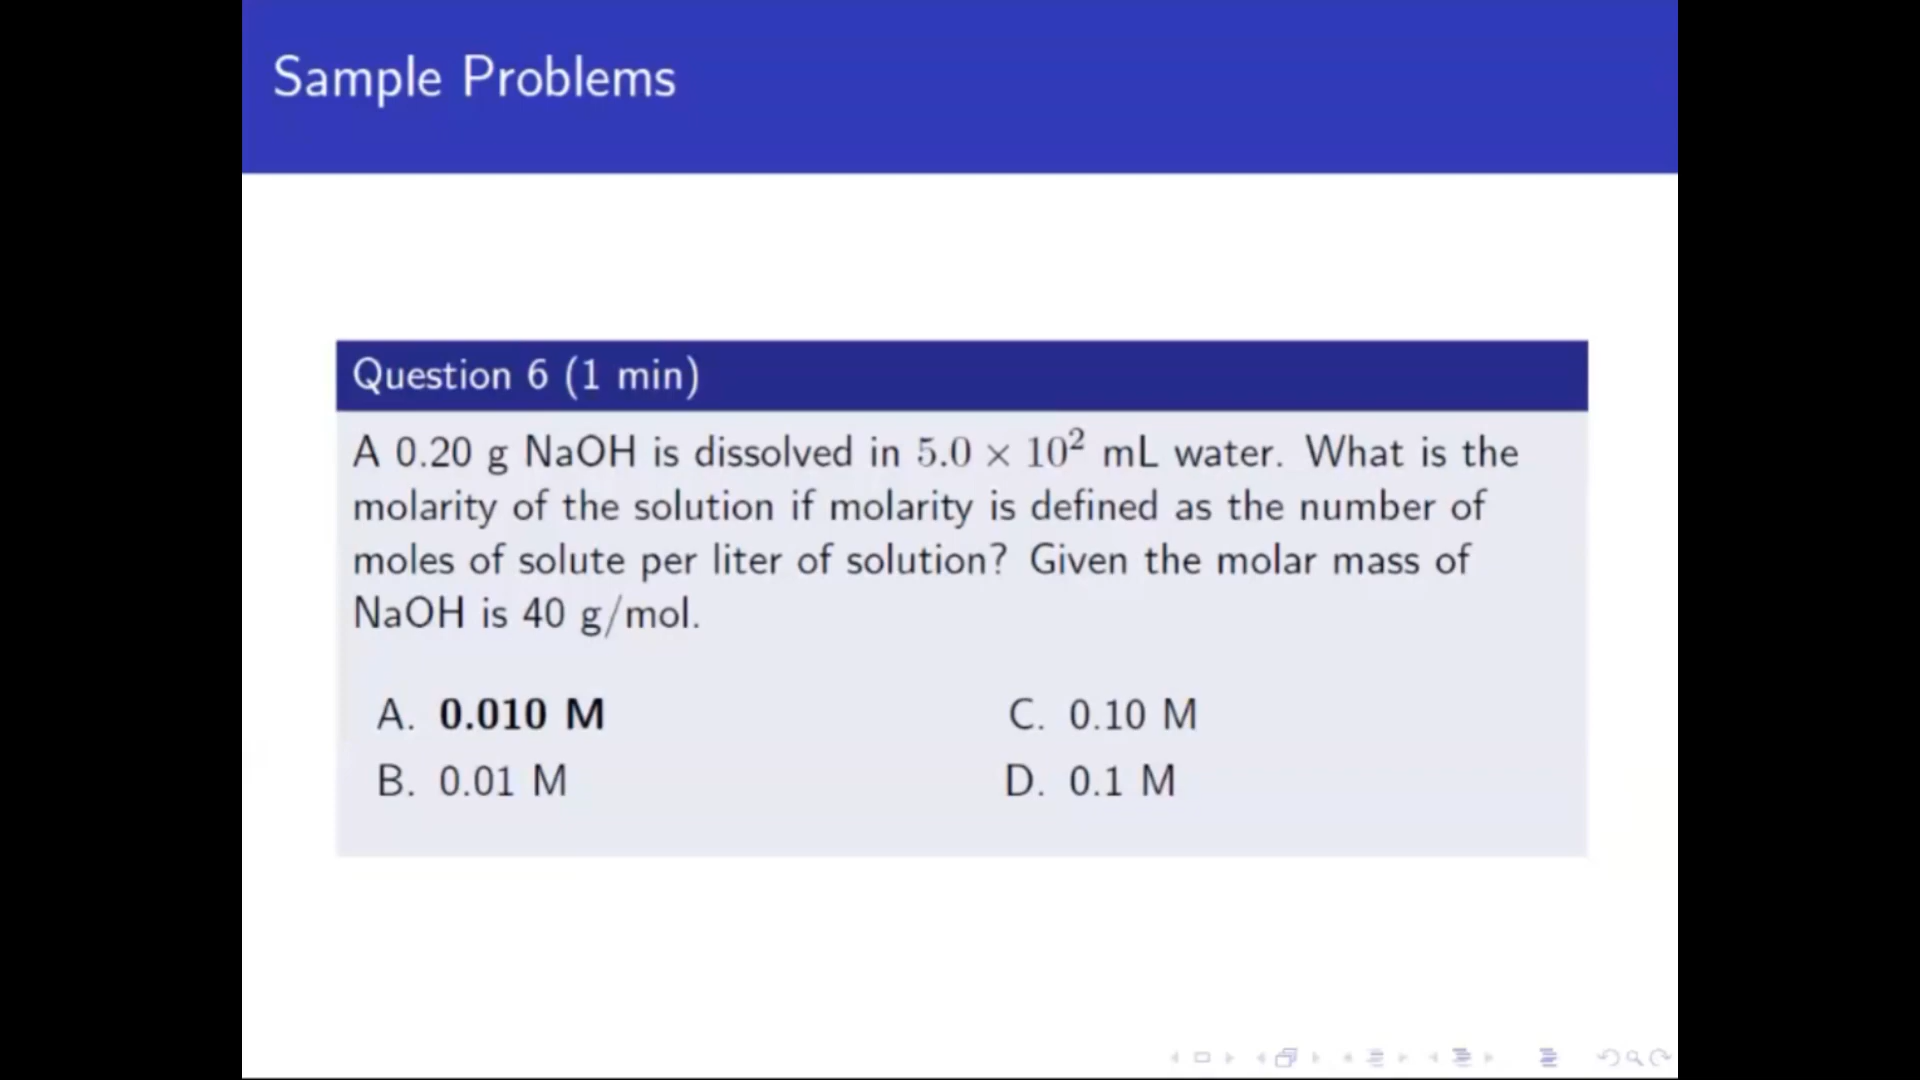 Sample Problems
Question 6 (1 min)
A 0.20 g NaOH is dissolved in 5.0 × 10² mL water. What is the
molarity of the solution if molarity is defined as the number of
moles of solute per liter of solution? Given the molar mass of
NaOH is 40 g/mol.
A. 0.010 M
B. 0.01 M
C. 0.10 M
D. 0.1 M